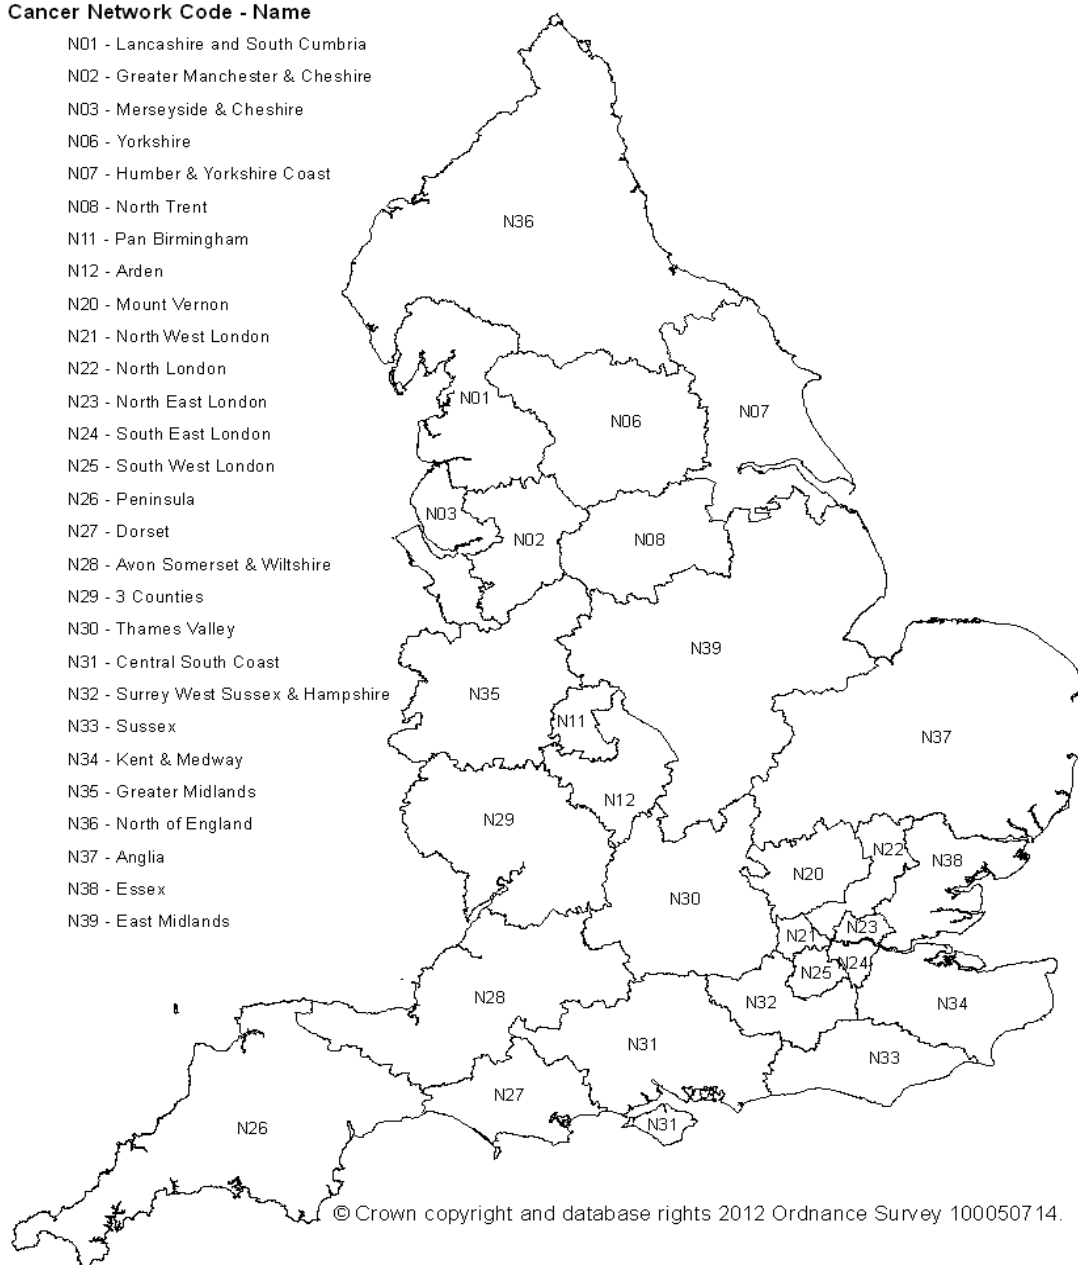 Cancer Network Code - Name
N01 - Lancashire and South Cumbria
N02 - Greater Manchester & Cheshire
N03 - Merseyside & Cheshire
N06 - Yorkshire
N07 - Humber & Yorkshire Coast
N08 - North Trent
N11 - Pan Birmingham
N12 - Arden
N20 - Mount Vernon
N21 - North West London
N22 - North London
N23 - North East London
N24 - South East London
N25 - South West London
N26 - Peninsula
N27 - Dorset
N28 - Avon Somerset & Wiltshire
N29 - 3 Counties
N30 - Thames Valley
N31 - Central South Coast
N32 - Surrey West Sussex & Hampshire
N33 - Sussex
N34 - Kent & Medway
N35 - Greater Midlands
N36 - North of England
N37 - Anglia
N38 - Essex
N39 - East Midlands
N36
N01
N06
N07
N03
N02
N08
N39
N35
N11
N37
N12
N29
N22
N38
N20
N30
N23
N21
N24
N25
N28
N32
N34
N31
N33
N27
N31
N26
© Crown copyright and database rights 2012 Ordnance Survey 100050714.